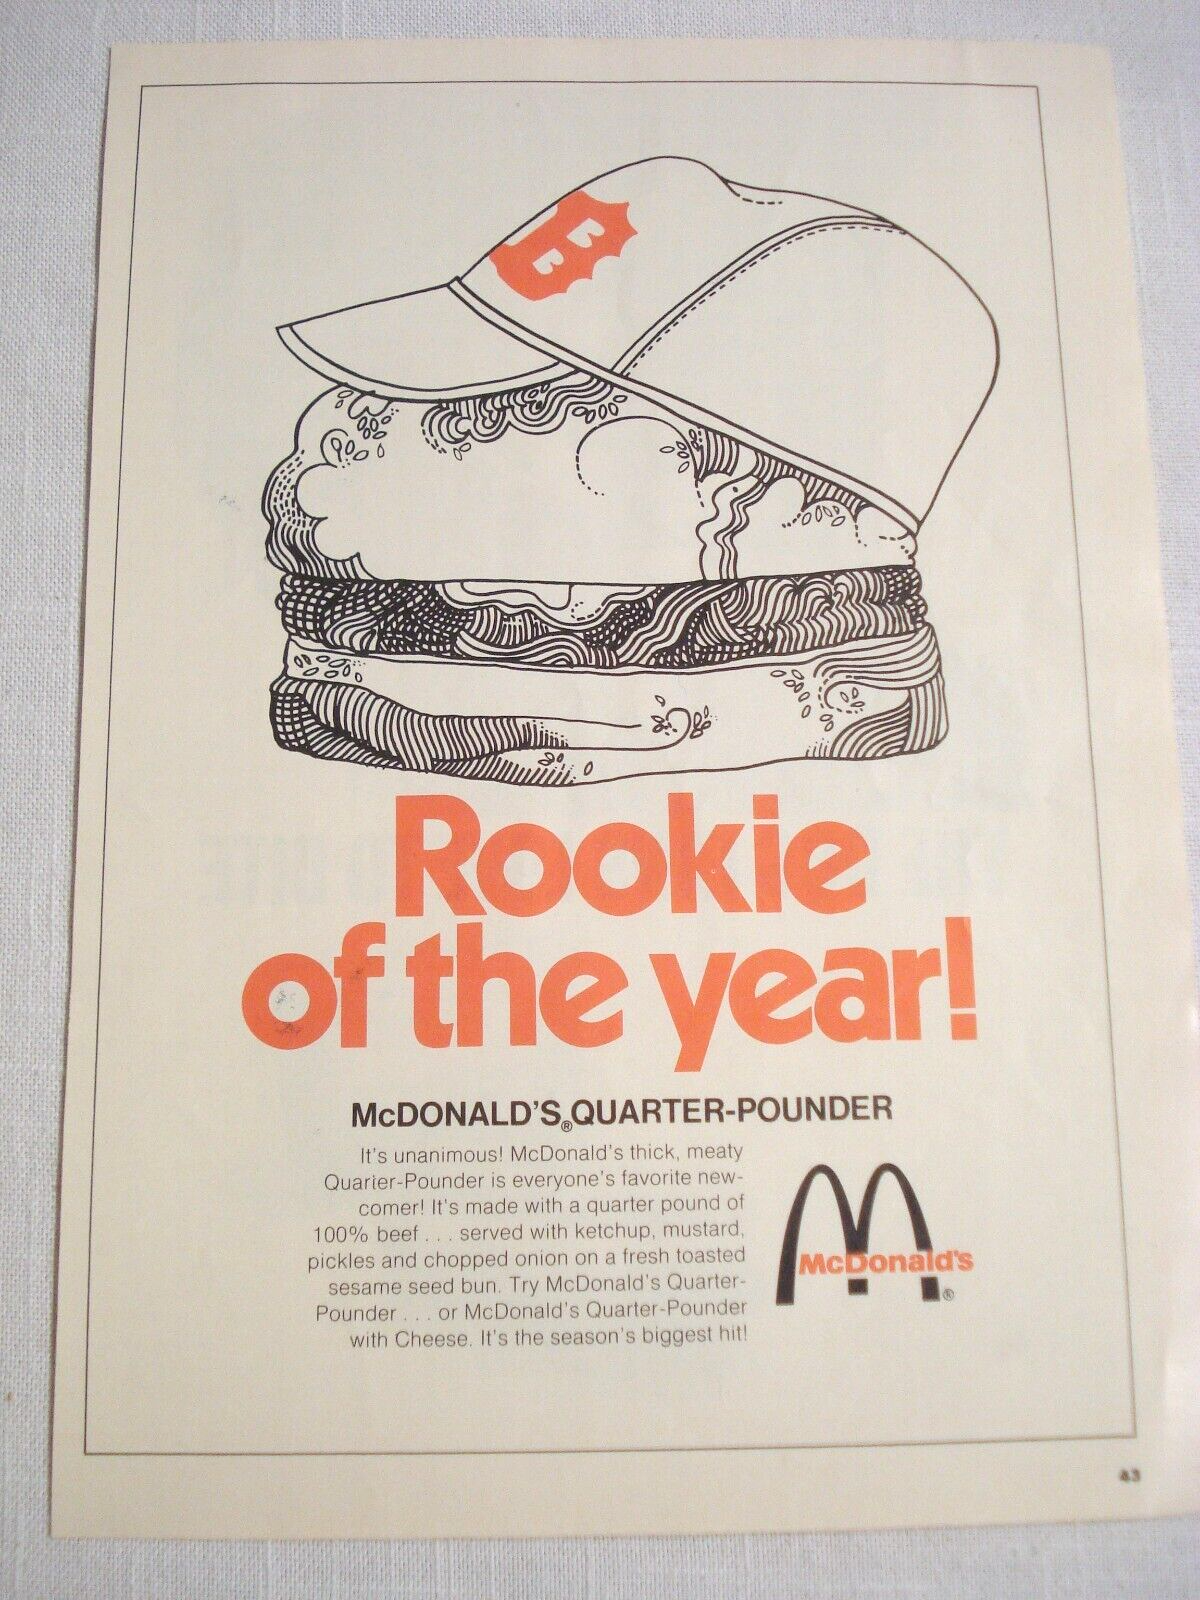 B
B
Rookie
of the year!
McDONALD'S® QUARTER-POUNDER
It's unanimous! McDonald's thick, meaty
Quarter-Pounder is everyone's favorite new-
comer! It's made with a quarter pound of
100% beef . . . served with ketchup, mustard,
pickles and chopped onion on a fresh toasted
sesame seed bun. Try McDonald's Quarter-
Pounder . . . or McDonald's Quarter-Pounder
with Cheese. It's the season's biggest hit!
McDonald's
®
43